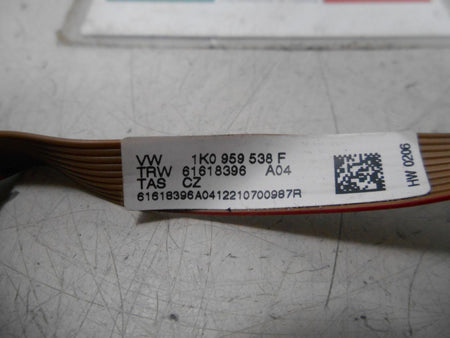 VW 1K0 959 538 F
TRW 61618396 A04
TAS CZ
61618396A0412210700987R
HW 0206